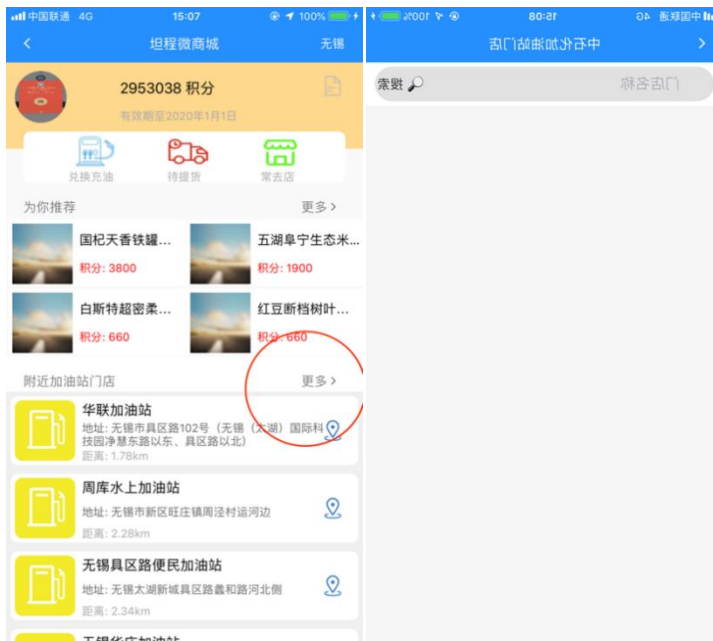 中国联通 4G
15:07
100%
坦程微商城
无锡
2953038 积分
有效期至2020年1月1日
兑换充油
待提货
常去店
为你推荐
更多>
国杞天香铁罐...
积分: 3800
五湖阜宁生态米...
积分: 1900
白斯特超密柔...
积分: 660
红豆断档树叶...
积分: 660
附近加油站门店
更多>
华联加油站
地址: 无锡市具区路102号（无锡（太湖）国际科
技园净慧东路以东、具区路以北）
距离: 1.78km
周库水上加油站
地址: 无锡市新区旺庄镇周泾村运河边
距离: 2.28km
无锡具区路便民加油站
地址: 无锡太湖新城具区路蠡和路河北侧
距离: 2.34km
中国联通 4G
15:08
100%
中石化加油站门店
门店名称
搜索